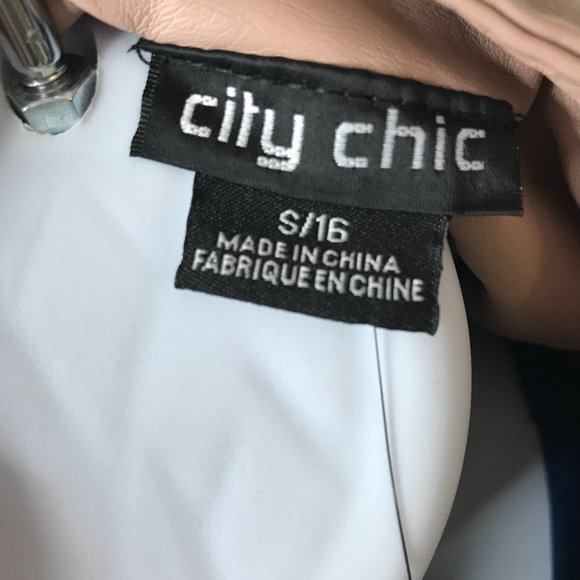 city chic
S/16
MADE IN CHINA
FABRIQUE EN CHINE